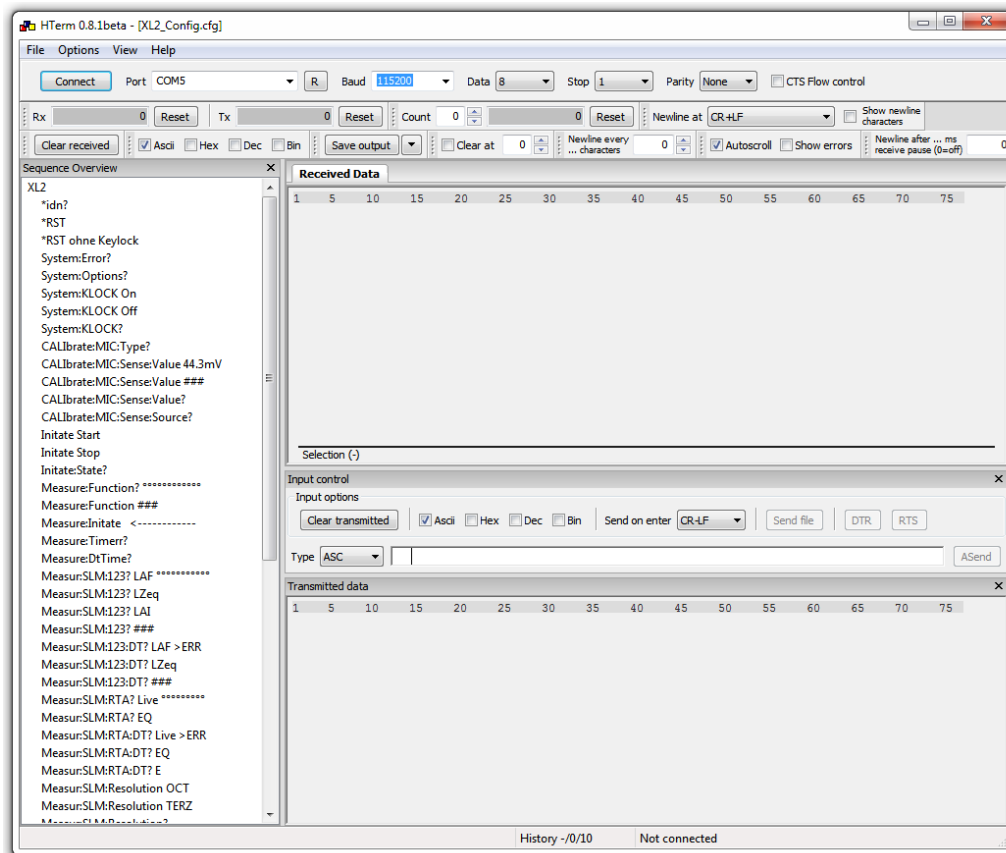 HTerm 0.8.1beta - [XL2_Config.cfg]
File Options View Help
Connect Port COM5 R Baud 115200 Data 8 Stop 1 Parity None CTS Flow control
Rx 0 Reset Tx 0 Reset Count 0 0 Reset Newline at CR+LF Show newline characters
Clear received Ascii Hex Dec Bin Save output Clear at 0 Newline every ... characters 0 Autoscroll Show errors Newline after ... ms receive pause (0=off) 0
Sequence Overview
XL2
*idn?
*RST
*RST ohne Keylock
System:Error?
System:Options?
System:KLOCK On
System:KLOCK Off
System:KLOCK?
CALIbrate:MIC:Type?
CALIbrate:MIC:Sense:Value 44.3mV
CALIbrate:MIC:Sense:Value ###
CALIbrate:MIC:Sense:Value?
CALIbrate:MIC:Sense:Source?
Initate Start
Initate Stop
Initate:State?
Measure:Function? °°°°°°°°°°°°
Measure:Function ###
Measure:Initate <------------
Measure:Timerr?
Measure:DtTime?
Measur:SLM:123? LAF °°°°°°°°°°°
Measur:SLM:123? LZeq
Measur:SLM:123? LAI
Measur:SLM:123? ###
Measur:SLM:123:DT? LAF >ERR
Measur:SLM:123:DT? LZeq
Measur:SLM:123:DT? ###
Measur:SLM:RTA? Live °°°°°°°°°
Measur:SLM:RTA? EQ
Measur:SLM:RTA:DT? Live >ERR
Measur:SLM:RTA:DT? EQ
Measur:SLM:RTA:DT? E
Measur:SLM:Resolution OCT
Measur:SLM:Resolution TERZ
Received Data
1 5 10 15 20 25 30 35 40 45 50 55 60 65 70 75
Selection (-)
Input control
Input options
Clear transmitted Ascii Hex Dec Bin Send on enter CR-LF Send file DTR RTS
Type ASC ASend
Transmitted data
1 5 10 15 20 25 30 35 40 45 50 55 60 65 70 75
History -/0/10 Not connected